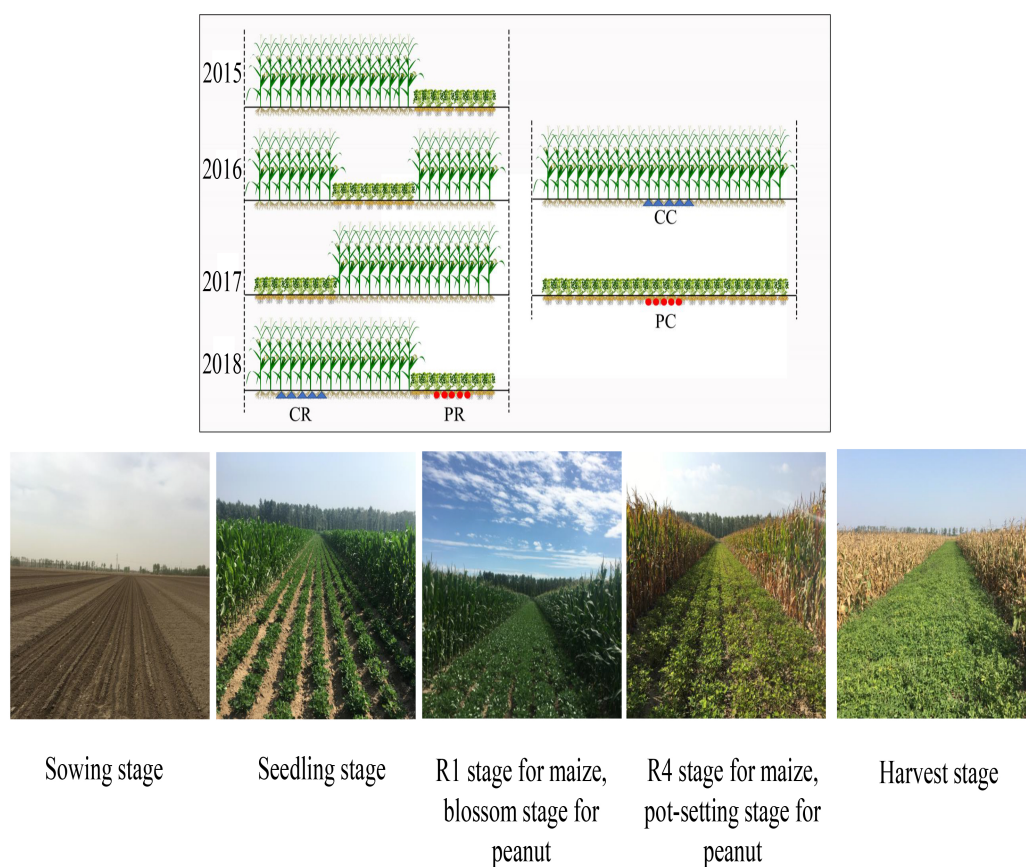 2015
2016
CC
2017
PC
2018
CR PR
Sowing stage
Seedling stage
R1 stage for maize,
blossom stage for
peanut
R4 stage for maize,
pot-setting stage for
peanut
Harvest stage